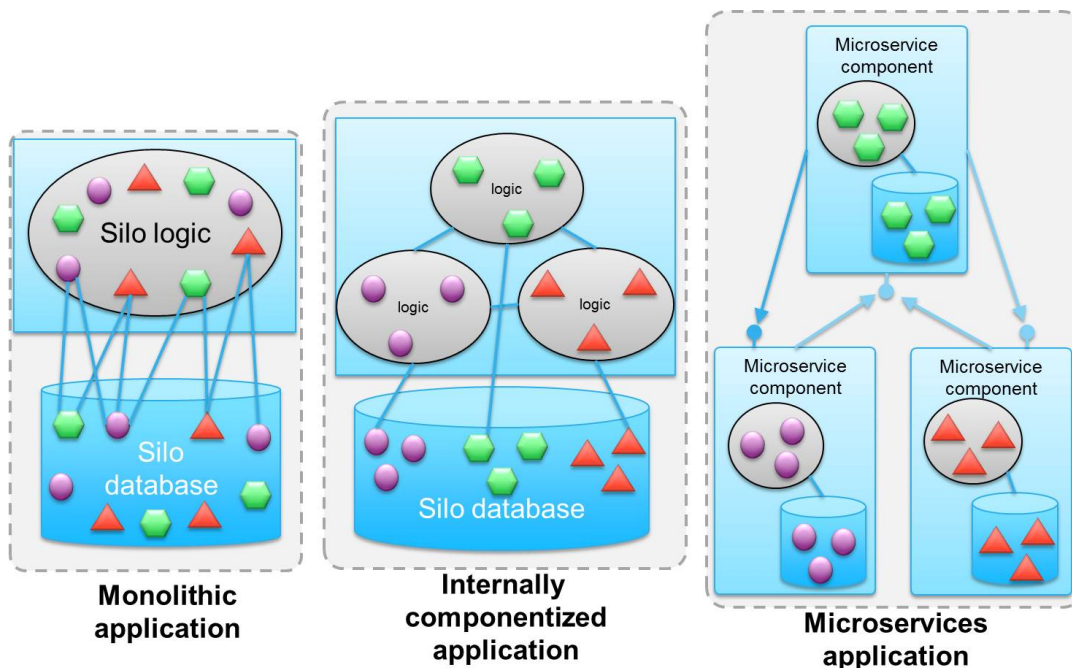 Silo logic
Silo
database
Monolithic
application
logic
logic
logic
Silo database
Internally
componentized
application
Microservice
component
Microservice
component
Microservice
component
Microservices
application